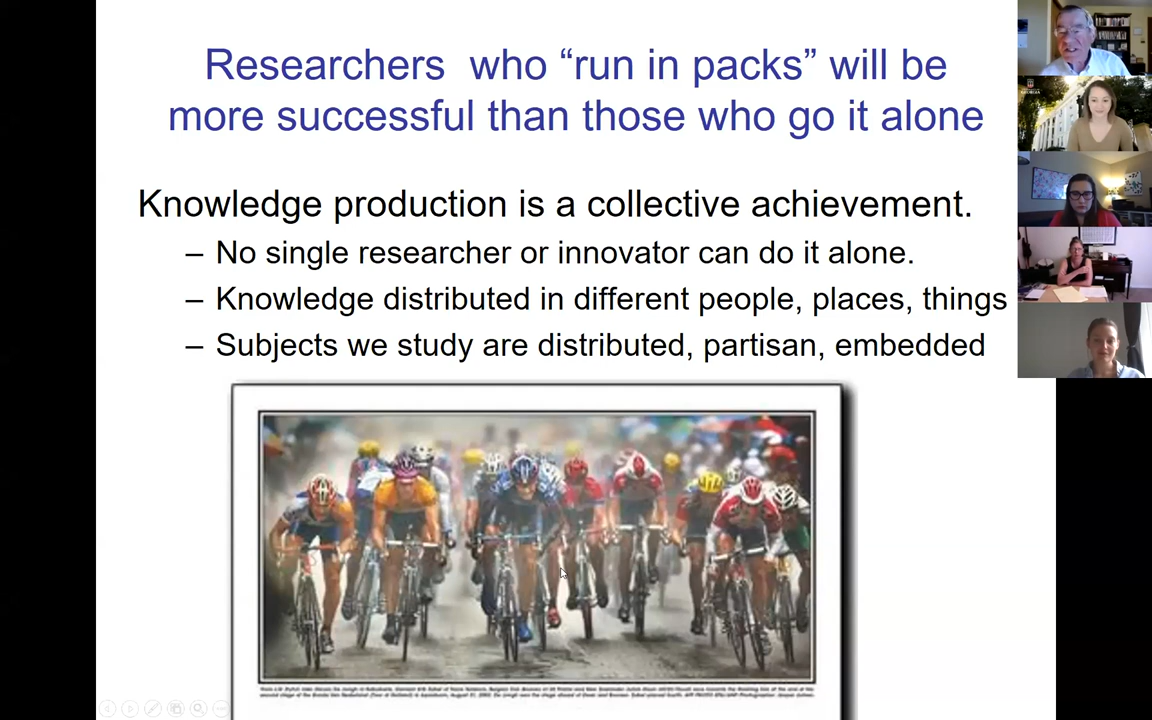 Researchers who “run in packs” will be
more successful than those who go it alone
Knowledge production is a collective achievement.
– No single researcher or innovator can do it alone.
– Knowledge distributed in different people, places, things
– Subjects we study are distributed, partisan, embedded